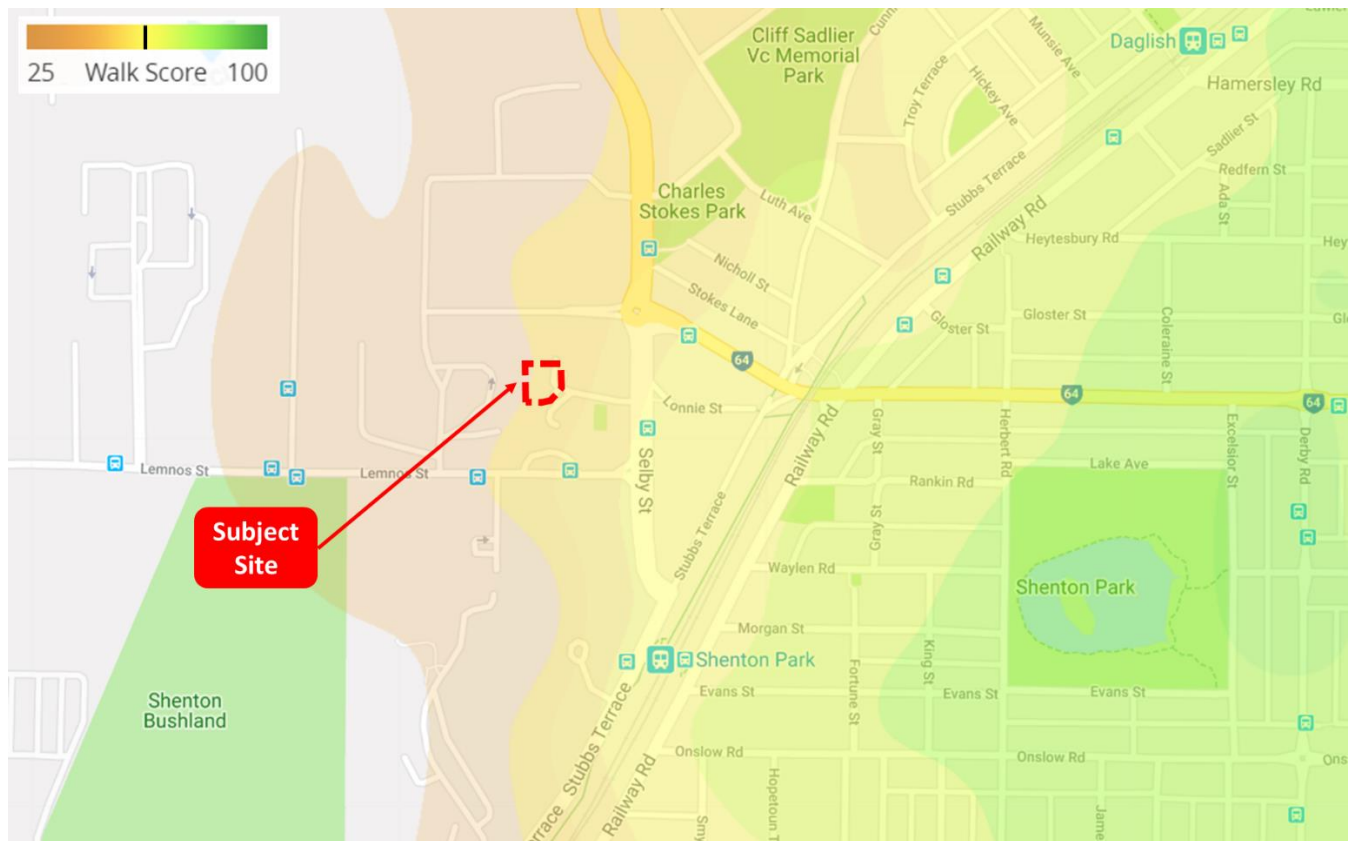 25 Walk Score 100
Cliff Sadlier
Vc Memorial
Park
Munsie Ave
Daglish
Hickey Ave
Troy Terrace
Hamersley Rd
Sadlier St
Redfern St
Ada St
Stubbs Terrace
Railway Rd
Charles
Stokes Park
Luth Ave
Heytesbury Rd
Hey
Nicholl St
Stokes Lane
Gloster St
Gloster St
Coleraine St
64
64
64
Lonnie St
Gray St
Herbert Rd
Excelsior St
Derby Rd
Railway Rd
Lake Ave
Lemnos St
Lemnos St
Selby St
Rankin Rd
Gray St
Subject
Site
Stubbs Terrace
Waylen Rd
Shenton Park
Morgan St
Shenton Park
King St
Fortune St
Evans St
Evans St
Evans St
Shenton
Bushland
Stubbs Terrace
Railway Rd
Onslow Rd
Onslow Rd
Ons
Hopetoun T
Jame
Smy
rrace